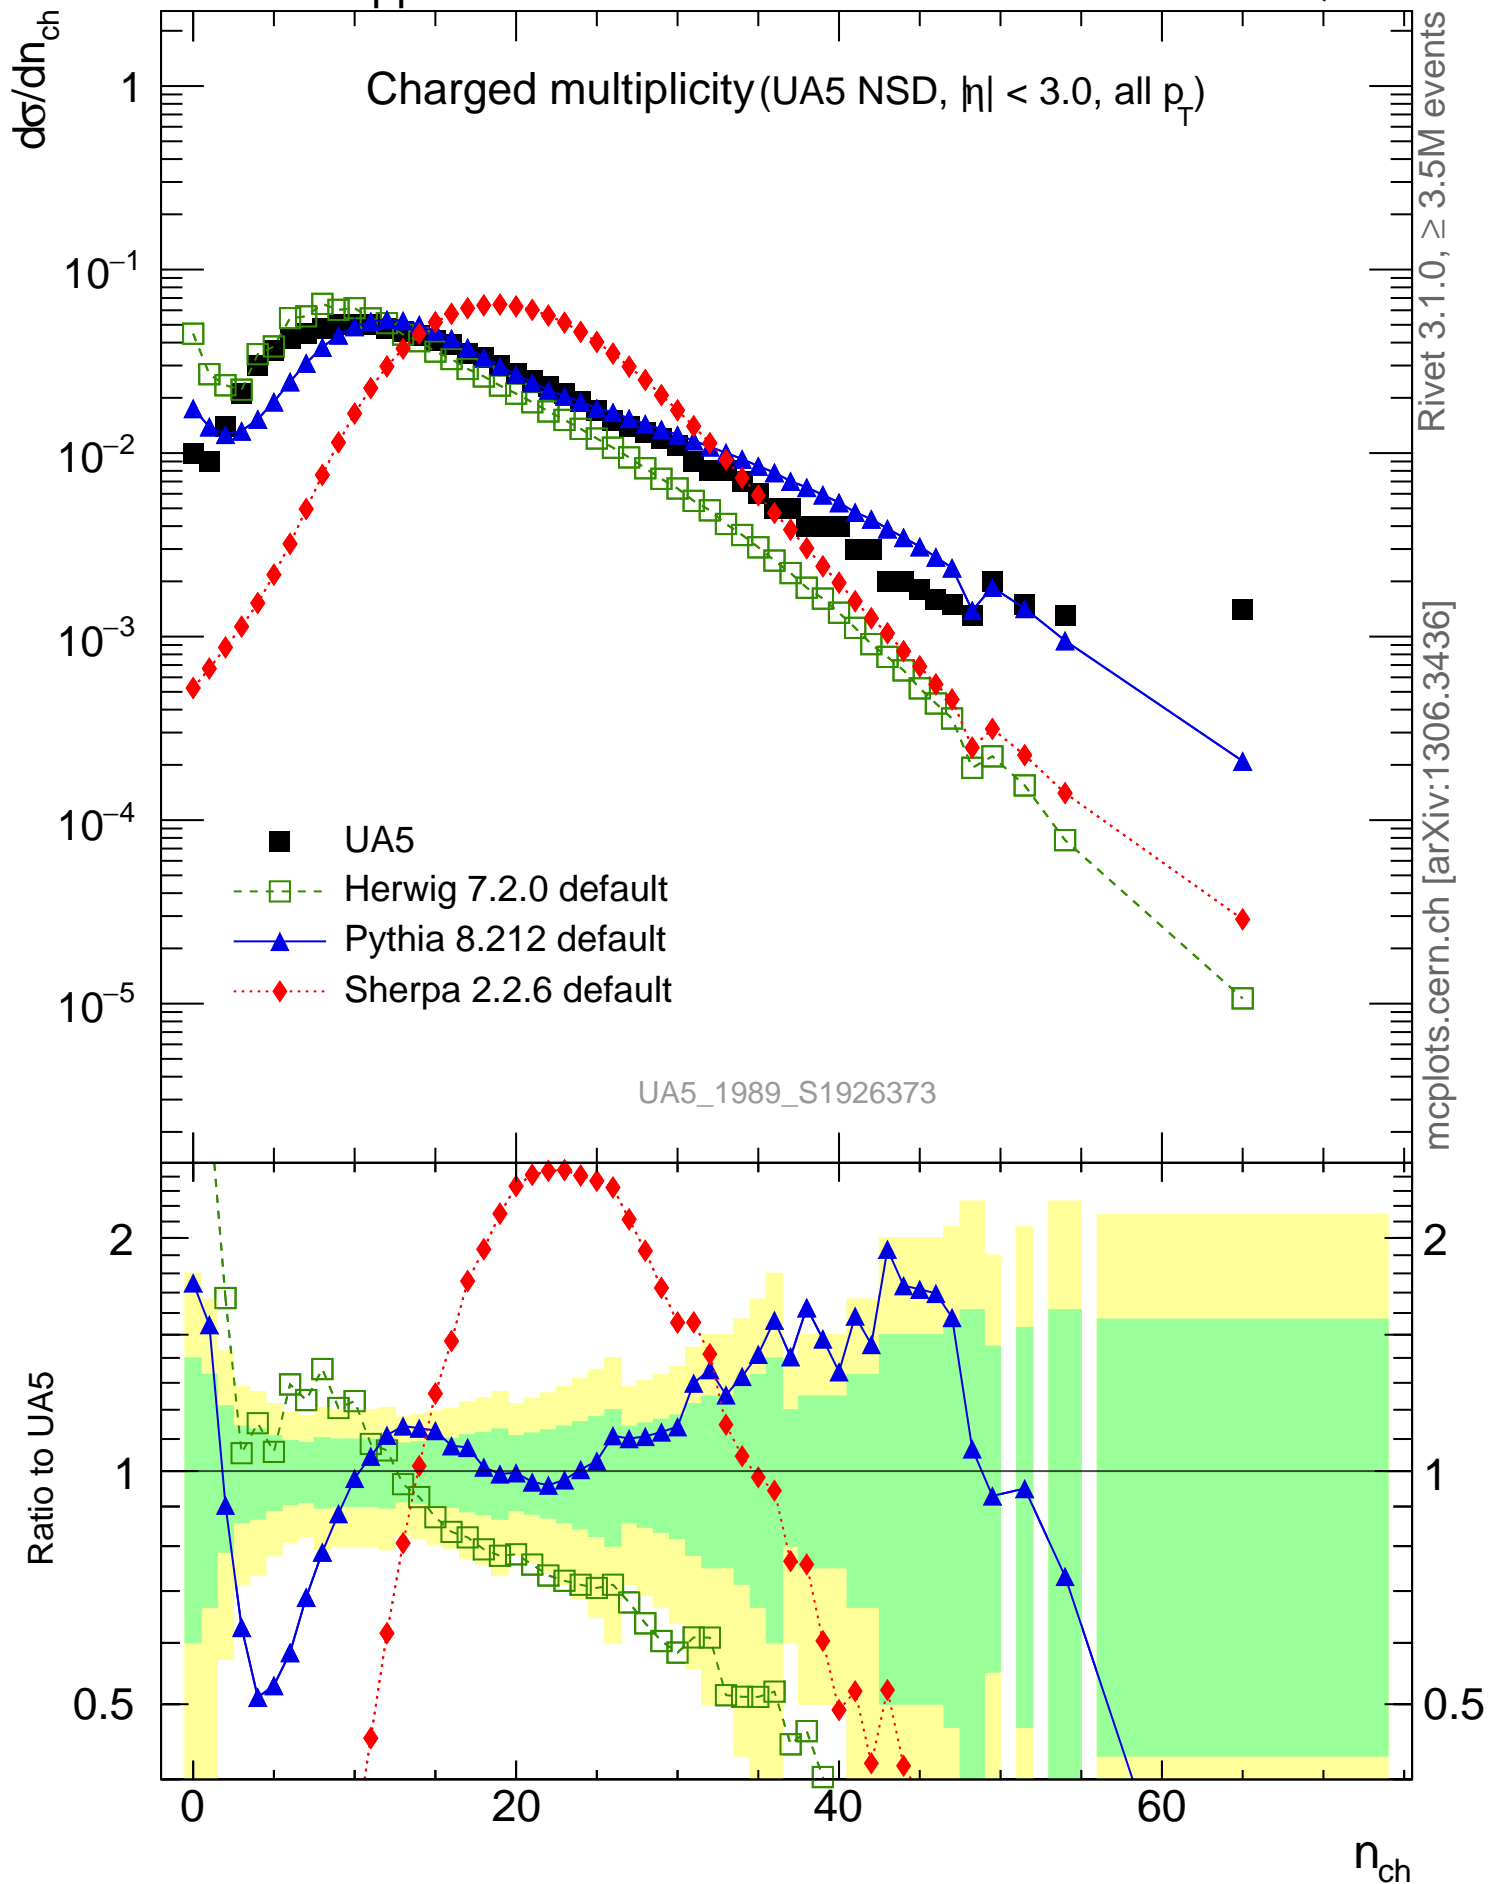 pp
dσ/dn_ch
Charged multiplicity (UA5 NSD, |η| < 3.0, all p_T)
1
10⁻¹
10⁻²
10⁻³
10⁻⁴
10⁻⁵
UA5
Herwig 7.2.0 default
Pythia 8.212 default
Sherpa 2.2.6 default
UA5_1989_S1926373
Rivet 3.1.0, ≥ 3.5M events
mcplots.cern.ch [arXiv:1306.3436]
Ratio to UA5
2
1
0.5
2
1
0.5
0 20 40 60
n_ch